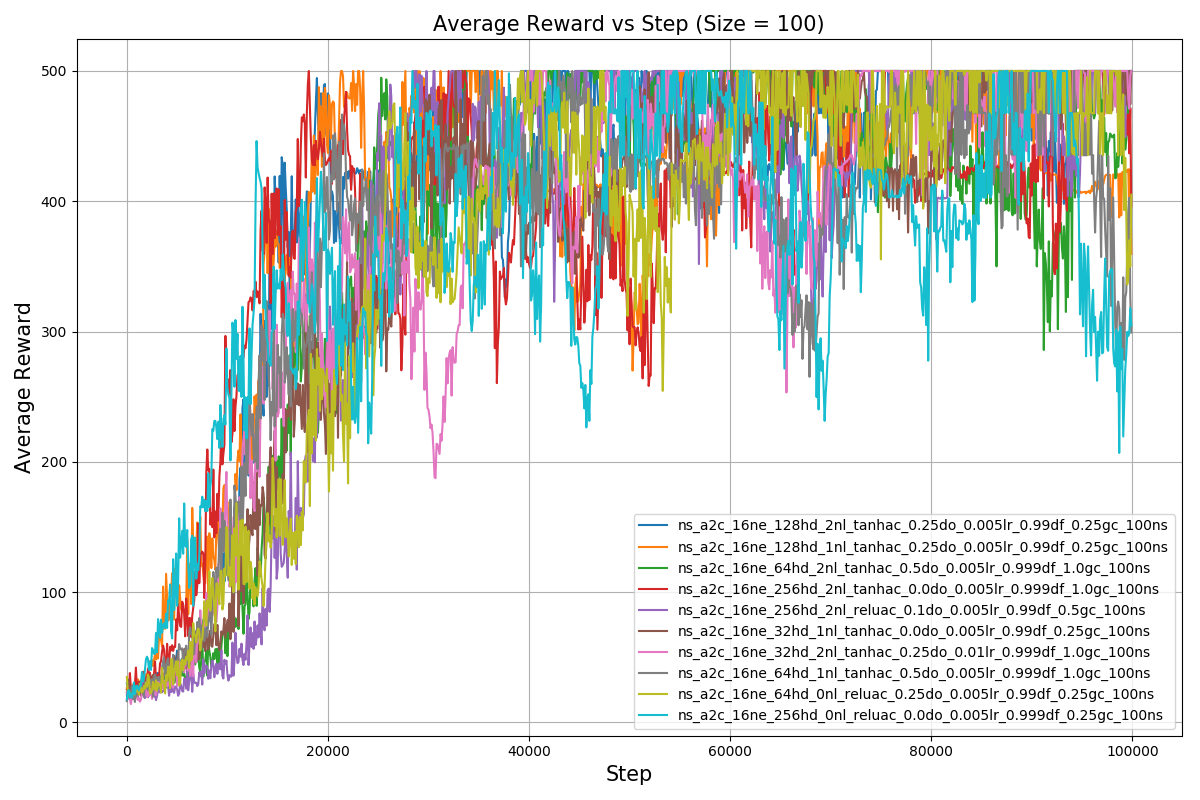 Average Reward vs Step (Size = 100)
500
400
300
200
100
0
Average Reward
0 20000 40000 60000 80000 100000
Step
ns_a2c_16ne_128hd_2nl_tanhac_0.25do_0.005lr_0.99df_0.25gc_100ns
ns_a2c_16ne_128hd_1nl_tanhac_0.25do_0.005lr_0.99df_0.25gc_100ns
ns_a2c_16ne_64hd_2nl_tanhac_0.5do_0.005lr_0.999df_1.0gc_100ns
ns_a2c_16ne_256hd_2nl_tanhac_0.0do_0.005lr_0.999df_1.0gc_100ns
ns_a2c_16ne_256hd_2nl_reluac_0.1do_0.005lr_0.99df_0.5gc_100ns
ns_a2c_16ne_32hd_1nl_tanhac_0.0do_0.005lr_0.99df_0.25gc_100ns
ns_a2c_16ne_32hd_2nl_tanhac_0.25do_0.01lr_0.999df_1.0gc_100ns
ns_a2c_16ne_64hd_1nl_tanhac_0.5do_0.005lr_0.999df_1.0gc_100ns
ns_a2c_16ne_64hd_0nl_reluac_0.25do_0.005lr_0.99df_0.25gc_100ns
ns_a2c_16ne_256hd_0nl_reluac_0.0do_0.005lr_0.999df_0.25gc_100ns